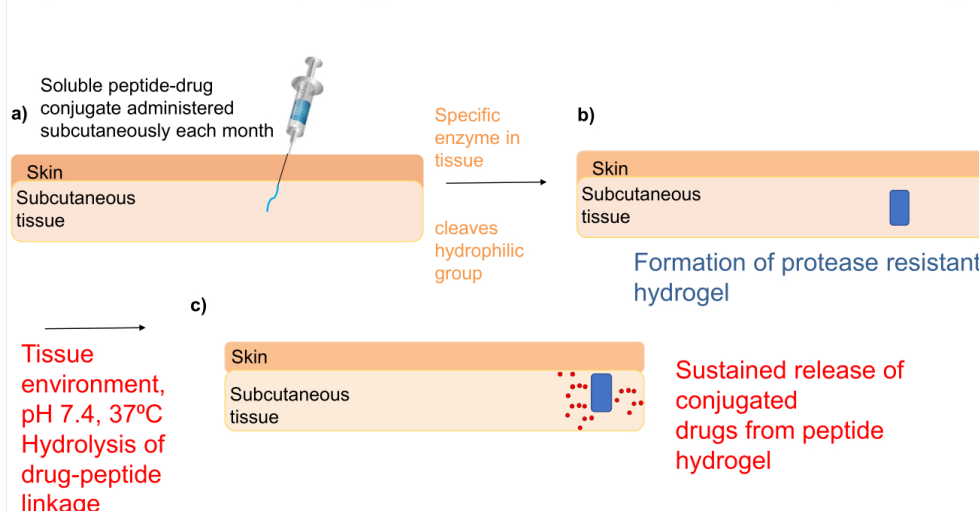 a)
Soluble peptide-drug
conjugate administered
subcutaneously each month
Skin
Subcutaneous
tissue
Specific
enzyme in
tissue
cleaves
hydrophilic
group
b)
Skin
Subcutaneous
tissue
Formation of protease resistant
hydrogel
Tissue
environment,
pH 7.4, 37ºC
Hydrolysis of
drug-peptide
linkage
c)
Skin
Subcutaneous
tissue
Sustained release of
conjugated
drugs from peptide
hydrogel